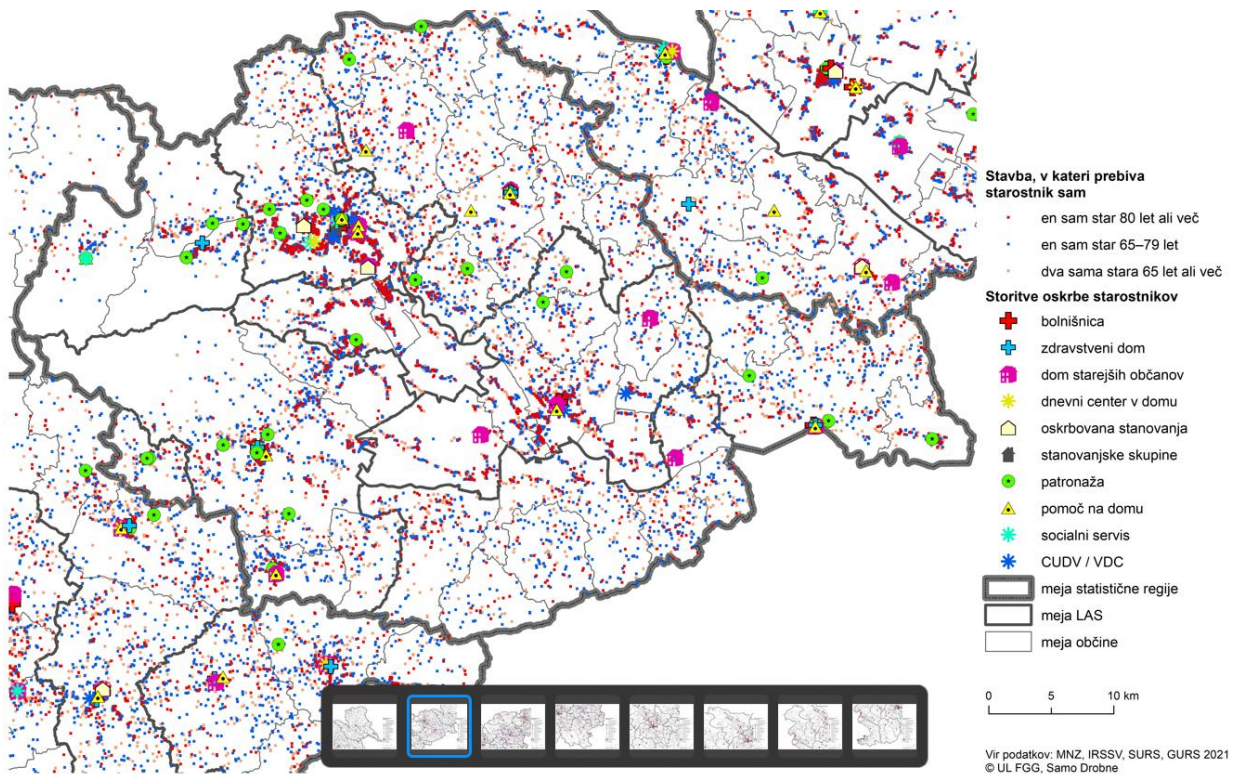 Stavba, v kateri prebiva
starostnik sam
en sam star 80 let ali več
en sam star 65–79 let
dva sama stara 65 let ali več
Storitve oskrbe starostnikov
bolnišnica
zdravstveni dom
dom starejših občanov
dnevni center v domu
oskrbovana stanovanja
stanovanjske skupine
patronaža
pomoč na domu
socialni servis
CUDV / VDC
meja statistične regije
meja LAS
meja občine
0 5 10 km
Vir podatkov: MNZ, IRSSV, SURS, GURS 2021
© UL FGG, Samo Drobne